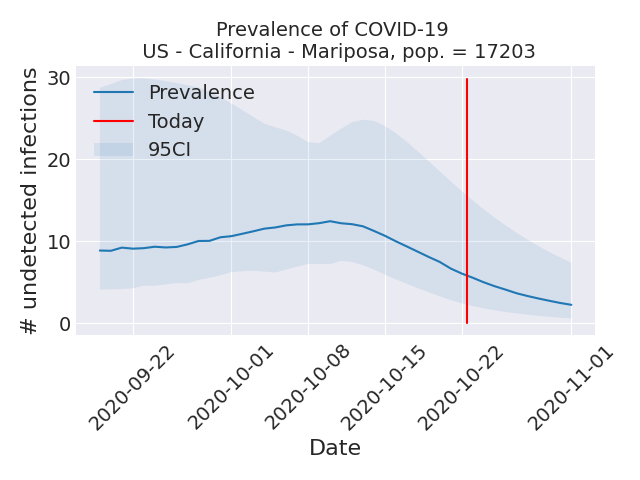 Prevalence of COVID-19
US - California - Mariposa, pop. = 17203
# undetected infections
30
20
10
0
Prevalence
Today
95CI
2020-09-22
2020-10-01
2020-10-08
2020-10-15
2020-10-22
2020-11-01
Date